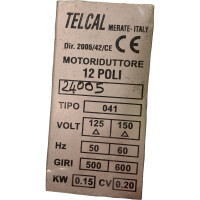 TELCAL
MERATE-ITALY
Dir. 2006/42/CE CE
MOTORIDUTTORE
12 POLI
24005
TIPO 041
VOLT 125 150
Δ Δ
Hz 50 60
GIRI 500 600
KW 0.15 CV 0.20